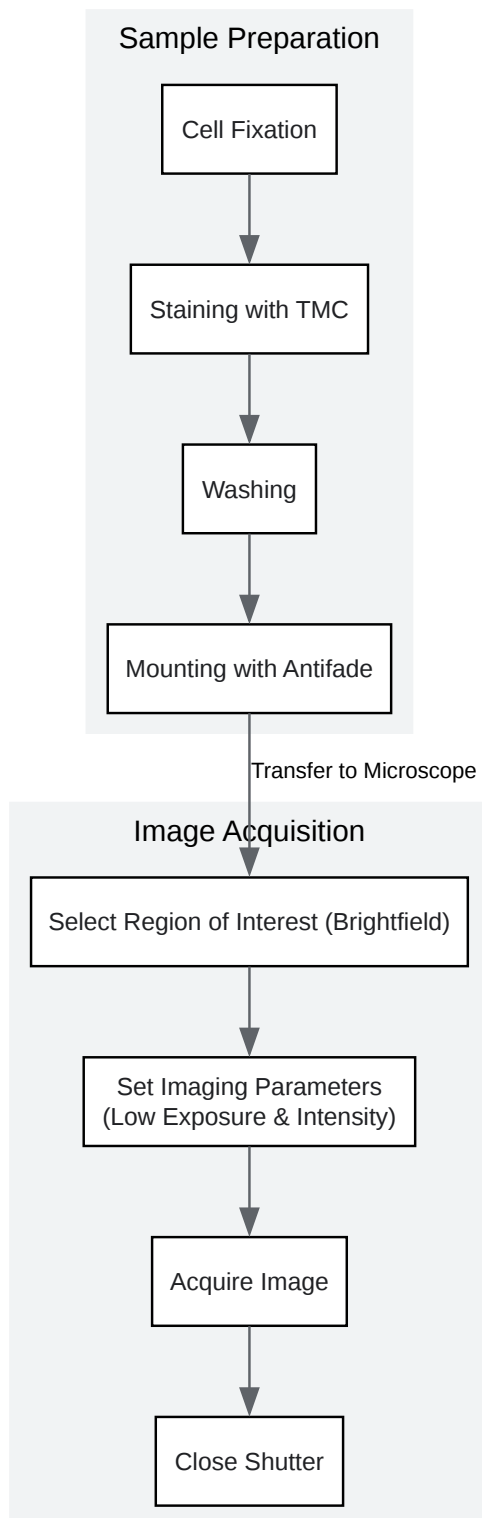 Sample Preparation
Cell Fixation
Staining with TMC
Washing
Mounting with Antifade
Transfer to Microscope
Image Acquisition
Select Region of Interest (Brightfield)
Set Imaging Parameters
(Low Exposure & Intensity)
Acquire Image
Close Shutter